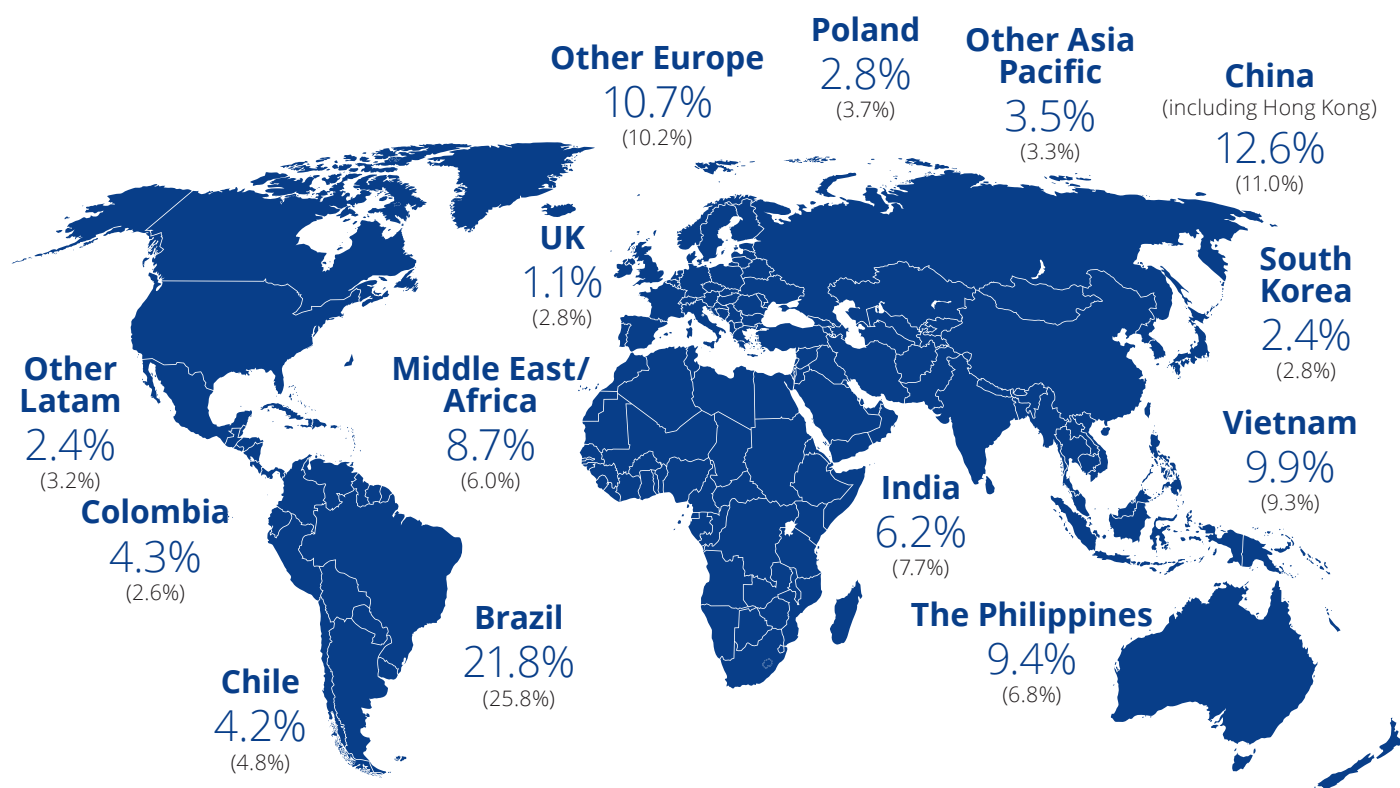 Poland
2.8%
(3.7%)
Other Europe
10.7%
(10.2%)
Other Asia
Pacific
3.5%
(3.3%)
China
(including Hong Kong)
12.6%
(11.0%)
UK
1.1%
(2.8%)
South
Korea
2.4%
(2.8%)
Other
Latam
2.4%
(3.2%)
Middle East/
Africa
8.7%
(6.0%)
Vietnam
9.9%
(9.3%)
Colombia
4.3%
(2.6%)
India
6.2%
(7.7%)
Brazil
21.8%
(25.8%)
The Philippines
9.4%
(6.8%)
Chile
4.2%
(4.8%)